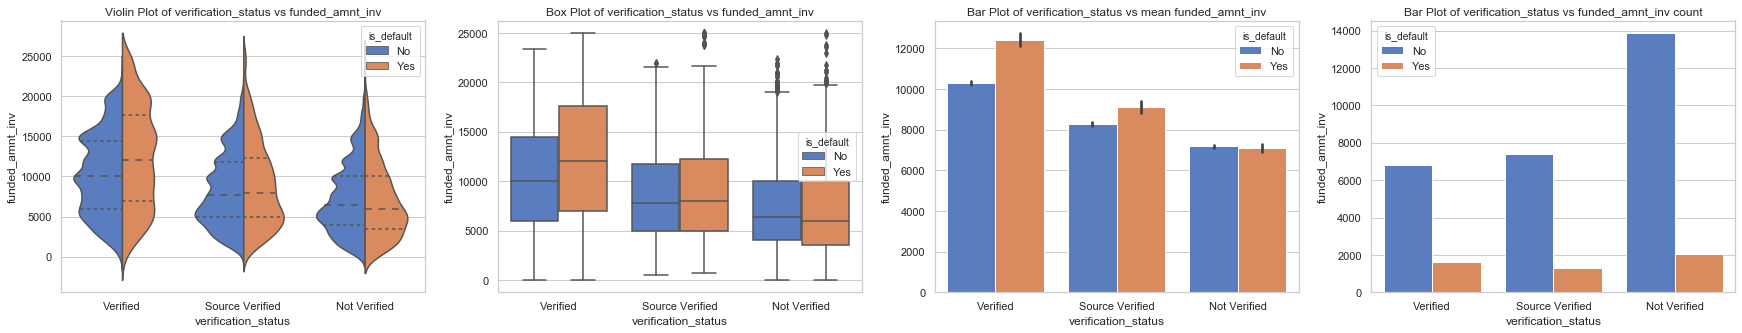 Violin Plot of verification_status vs funded_amnt_inv
funded_amnt_inv
25000
20000
15000
10000
5000
0
is_default
No
Yes
Verified
Source Verified
Not Verified
verification_status
Box Plot of verification_status vs funded_amnt_inv
funded_amnt_inv
25000
20000
15000
10000
5000
0
is_default
No
Yes
Verified
Source Verified
Not Verified
verification_status
Bar Plot of verification_status vs mean funded_amnt_inv
funded_amnt_inv
12000
10000
8000
6000
4000
2000
0
is_default
No
Yes
Verified
Source Verified
Not Verified
verification_status
Bar Plot of verification_status vs funded_amnt_inv count
funded_amnt_inv
14000
12000
10000
8000
6000
4000
2000
0
is_default
No
Yes
Verified
Source Verified
Not Verified
verification_status